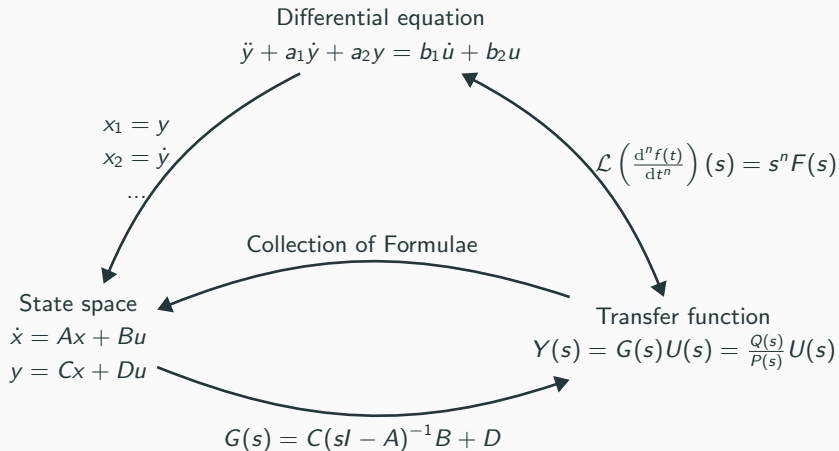 Differential equation
ÿ + a₁ẏ + a₂y = b₁u̇ + b₂u
x₁ = y
x₂ = ẏ
...
ℒ (dⁿf(t)/dtⁿ) (s) = sⁿF(s)
Collection of Formulae
State space
ẋ = Ax + Bu
y = Cx + Du
Transfer function
Y(s) = G(s)U(s) = Q(s)/P(s) U(s)
G(s) = C(sI − A)⁻¹B + D